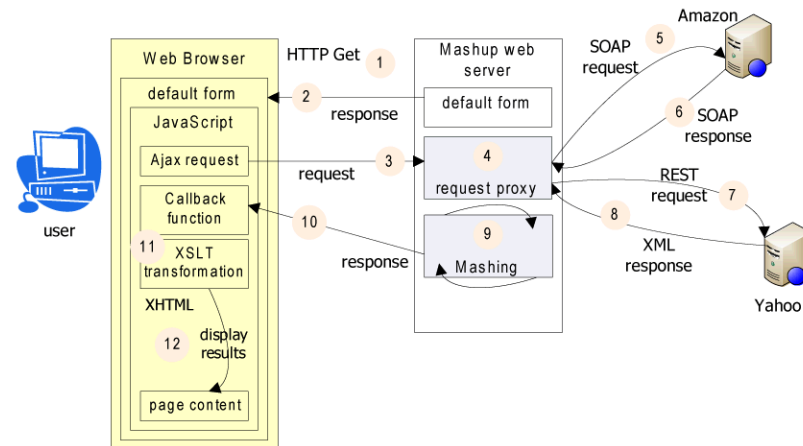 Web Browser
default form
JavaScript
Ajax request
Callback
function
11
XSLT
transformation
XHTML
12
display
results
page content
user
HTTP Get
1
2
response
3
request
10
response
Mashup web
server
default form
4
request proxy
9
Mashing
Amazon
SOAP
request
5
6
SOAP
response
REST
request
7
8
XML
response
Yahoo